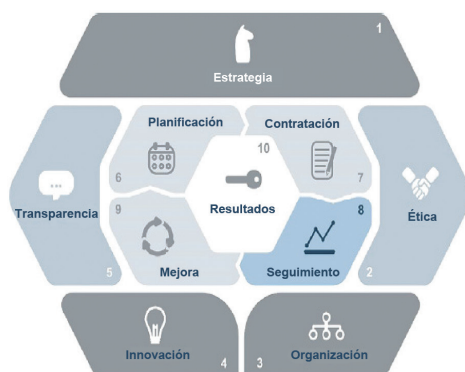 1
Estrategia
Planificación
6
Contratación
7
10
Resultados
...
Transparencia
5
Ética
2
9
Mejora
8
Seguimiento
Innovación
4
3
Organización